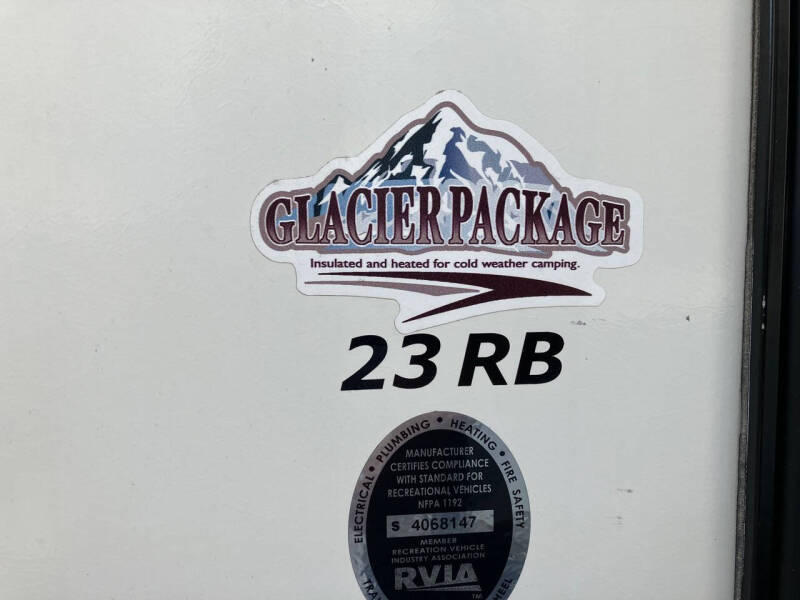 GLACIER PACKAGE
Insulated and heated for cold weather camping.
23 RB
ELECTRICAL • PLUMBING • HEATING • FIRE SAFETY
MANUFACTURER
CERTIFIES COMPLIANCE
WITH STANDARD FOR
RECREATIONAL VEHICLES
NFPA 1192
S 4068147
MEMBER
RECREATION VEHICLE
INDUSTRY ASSOCIATION
RVIA
TM